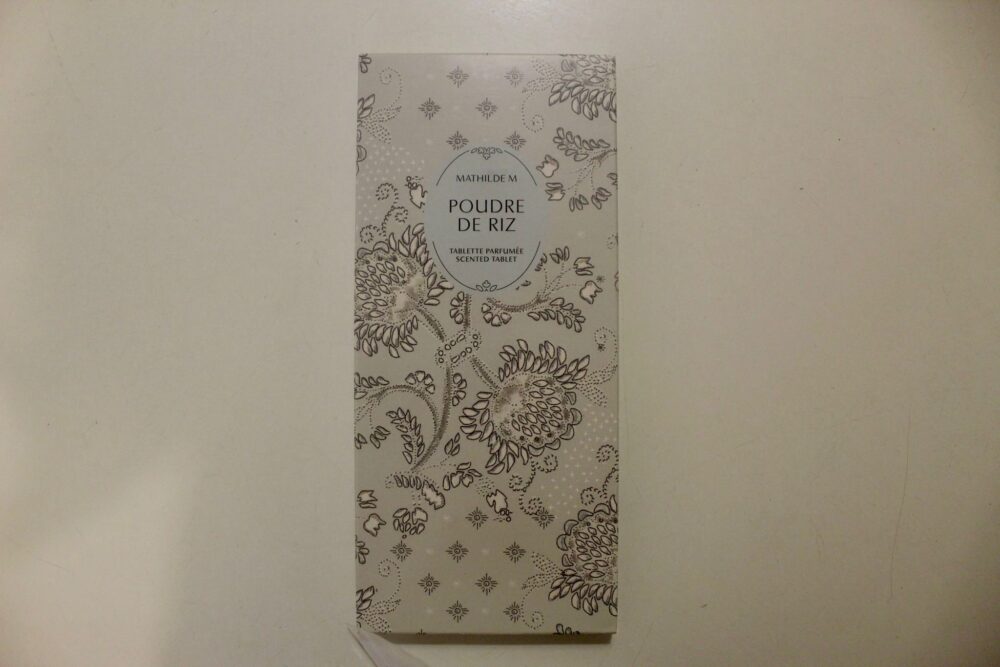 MATHILDE M
POUDRE
DE RIZ
TABLETTE PARFUMÉE
SCENTED TABLET